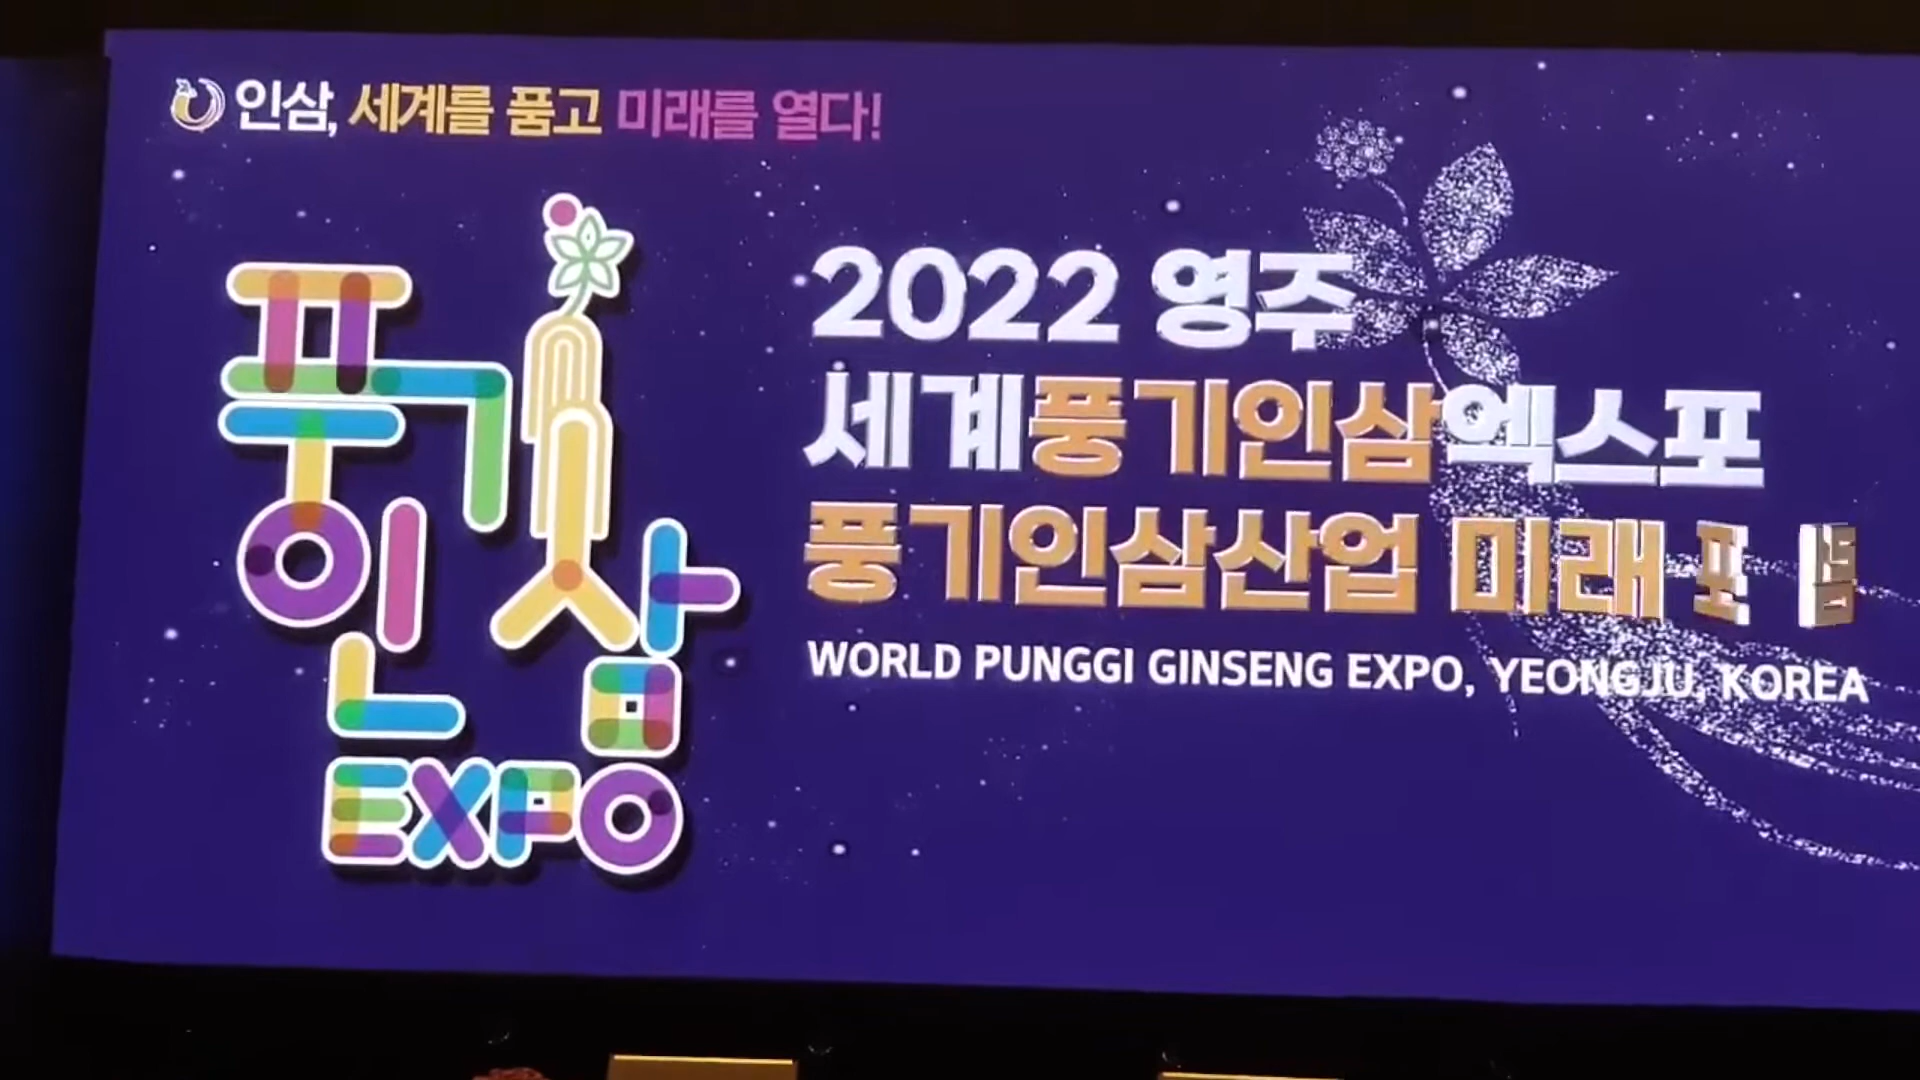 인삼, 세계를 품고 미래를 열다!
풍기
인삼
EXPO
2022 영주
세계풍기인삼엑스포
풍기인삼산업 미래
WORLD PUNGGI GINSENG EXPO, YEONGJU, KOREA